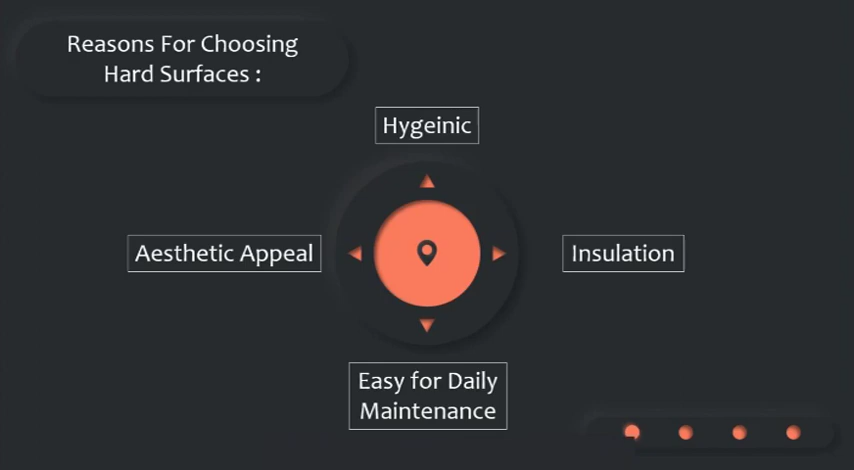 Reasons For Choosing
Hard Surfaces :
Hygeinic
Aesthetic Appeal
Insulation
Easy for Daily
Maintenance